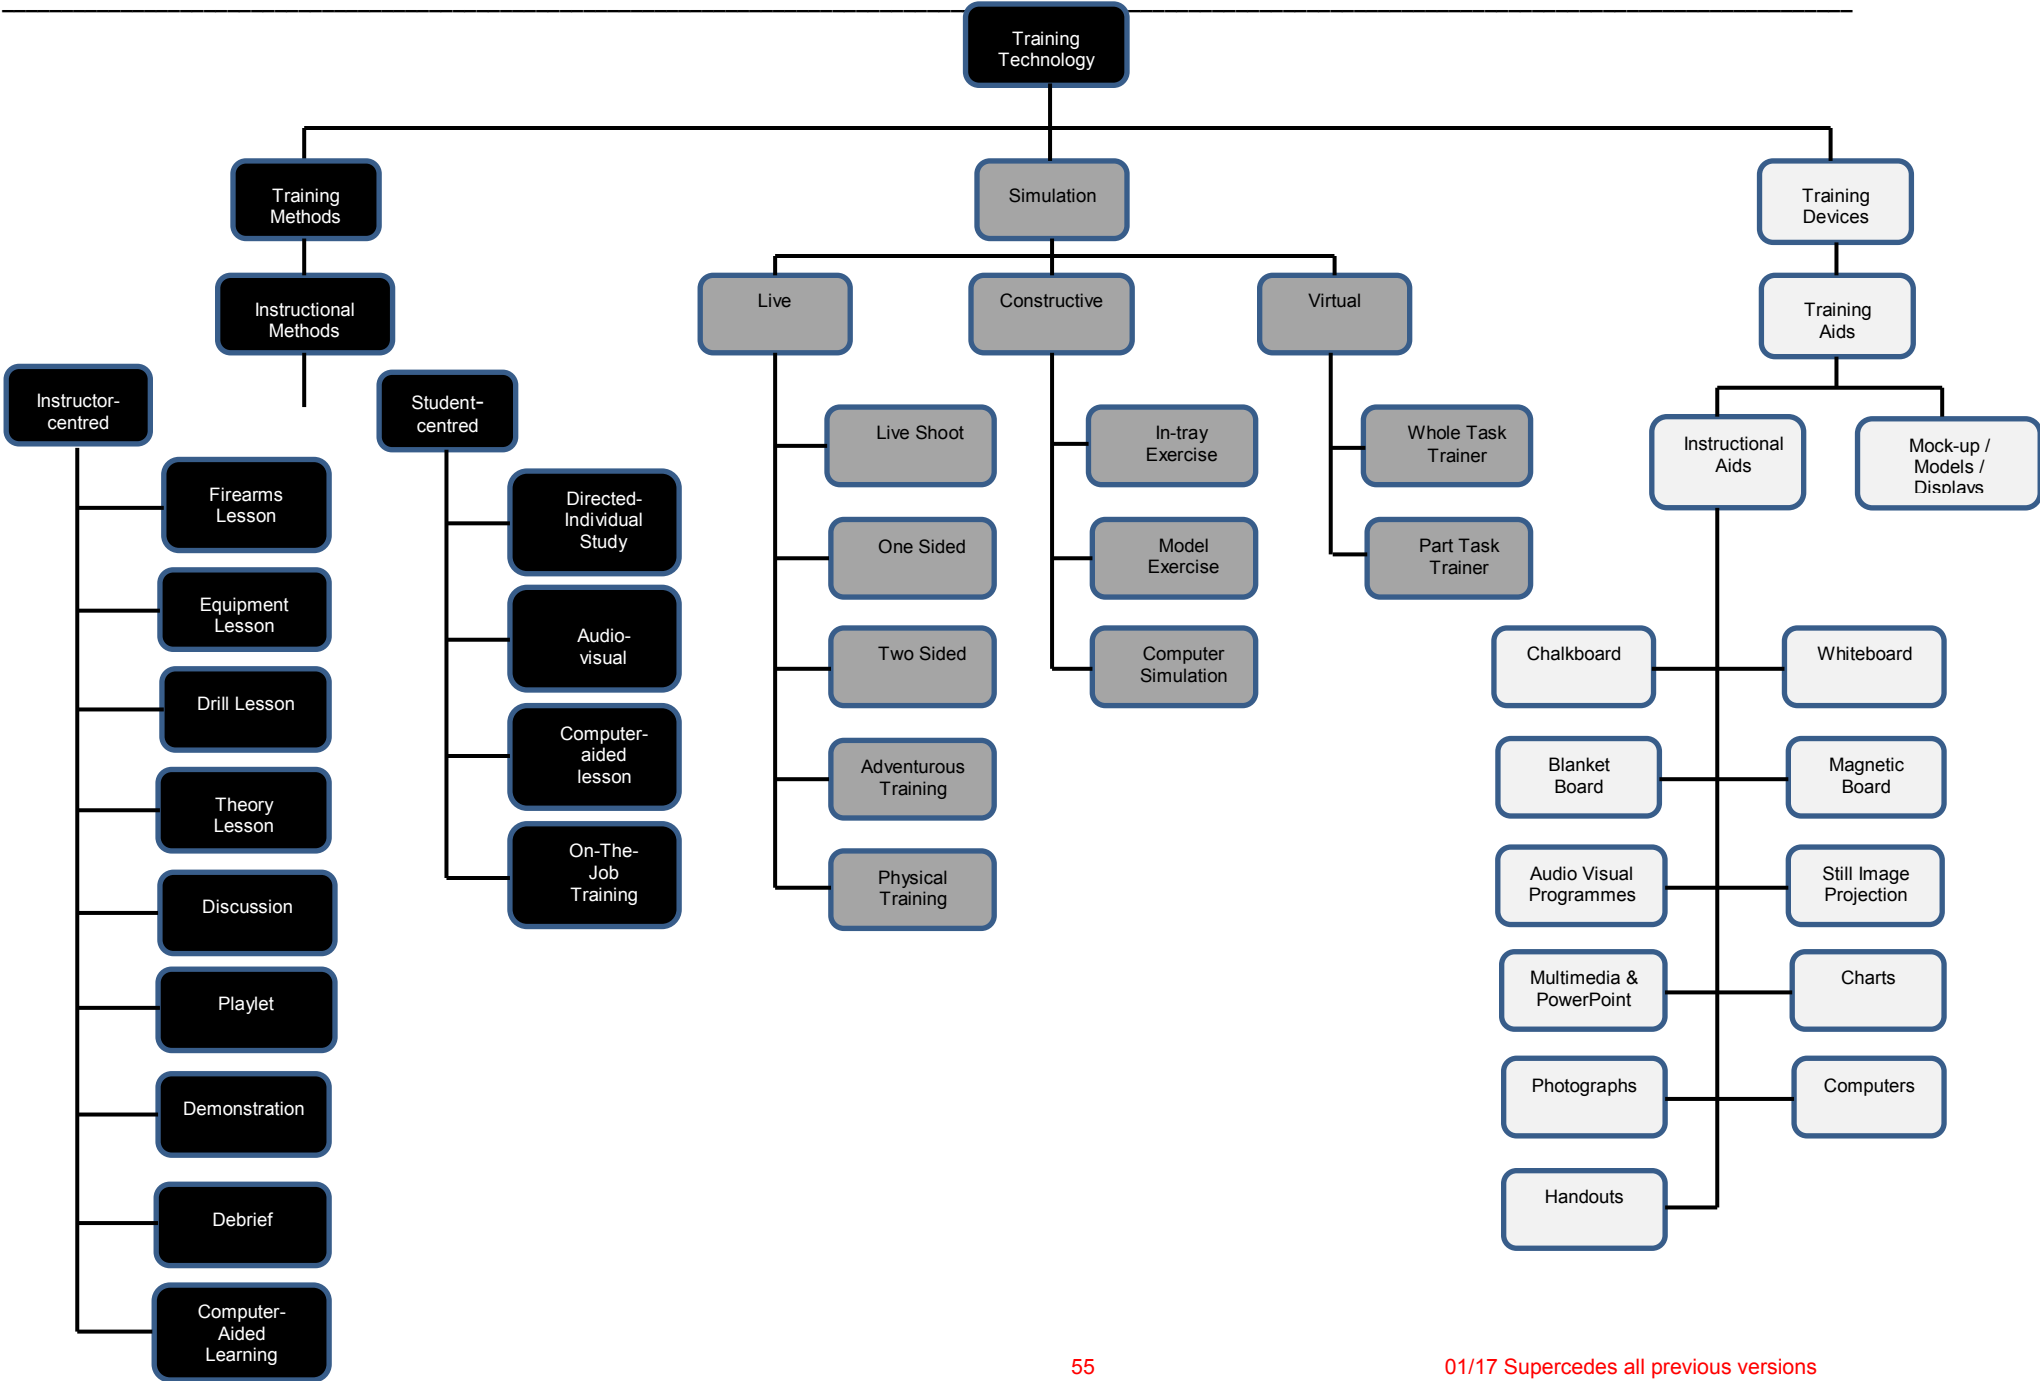 Training
Technology
Training
Methods
Simulation
Training
Devices
Instructional
Methods
Live
Constructive
Virtual
Training
Aids
Instructor-
centred
Student-
centred
Firearms
Lesson
Equipment
Lesson
Drill Lesson
Theory
Lesson
Discussion
Playlet
Demonstration
Debrief
Computer-
Aided
Learning
Directed-
Individual
Study
Audio-
visual
Computer-
aided
lesson
On-The-
Job
Training
Live Shoot
One Sided
Two Sided
Adventurous
Training
Physical
Training
In-tray
Exercise
Model
Exercise
Computer
Simulation
Whole Task
Trainer
Part Task
Trainer
Instructional
Aids
Mock-up /
Models /
Displays
Chalkboard
Whiteboard
Blanket
Board
Magnetic
Board
Audio Visual
Programmes
Still Image
Projection
Multimedia &
PowerPoint
Charts
Photographs
Computers
Handouts
55
01/17 Supercedes all previous versions